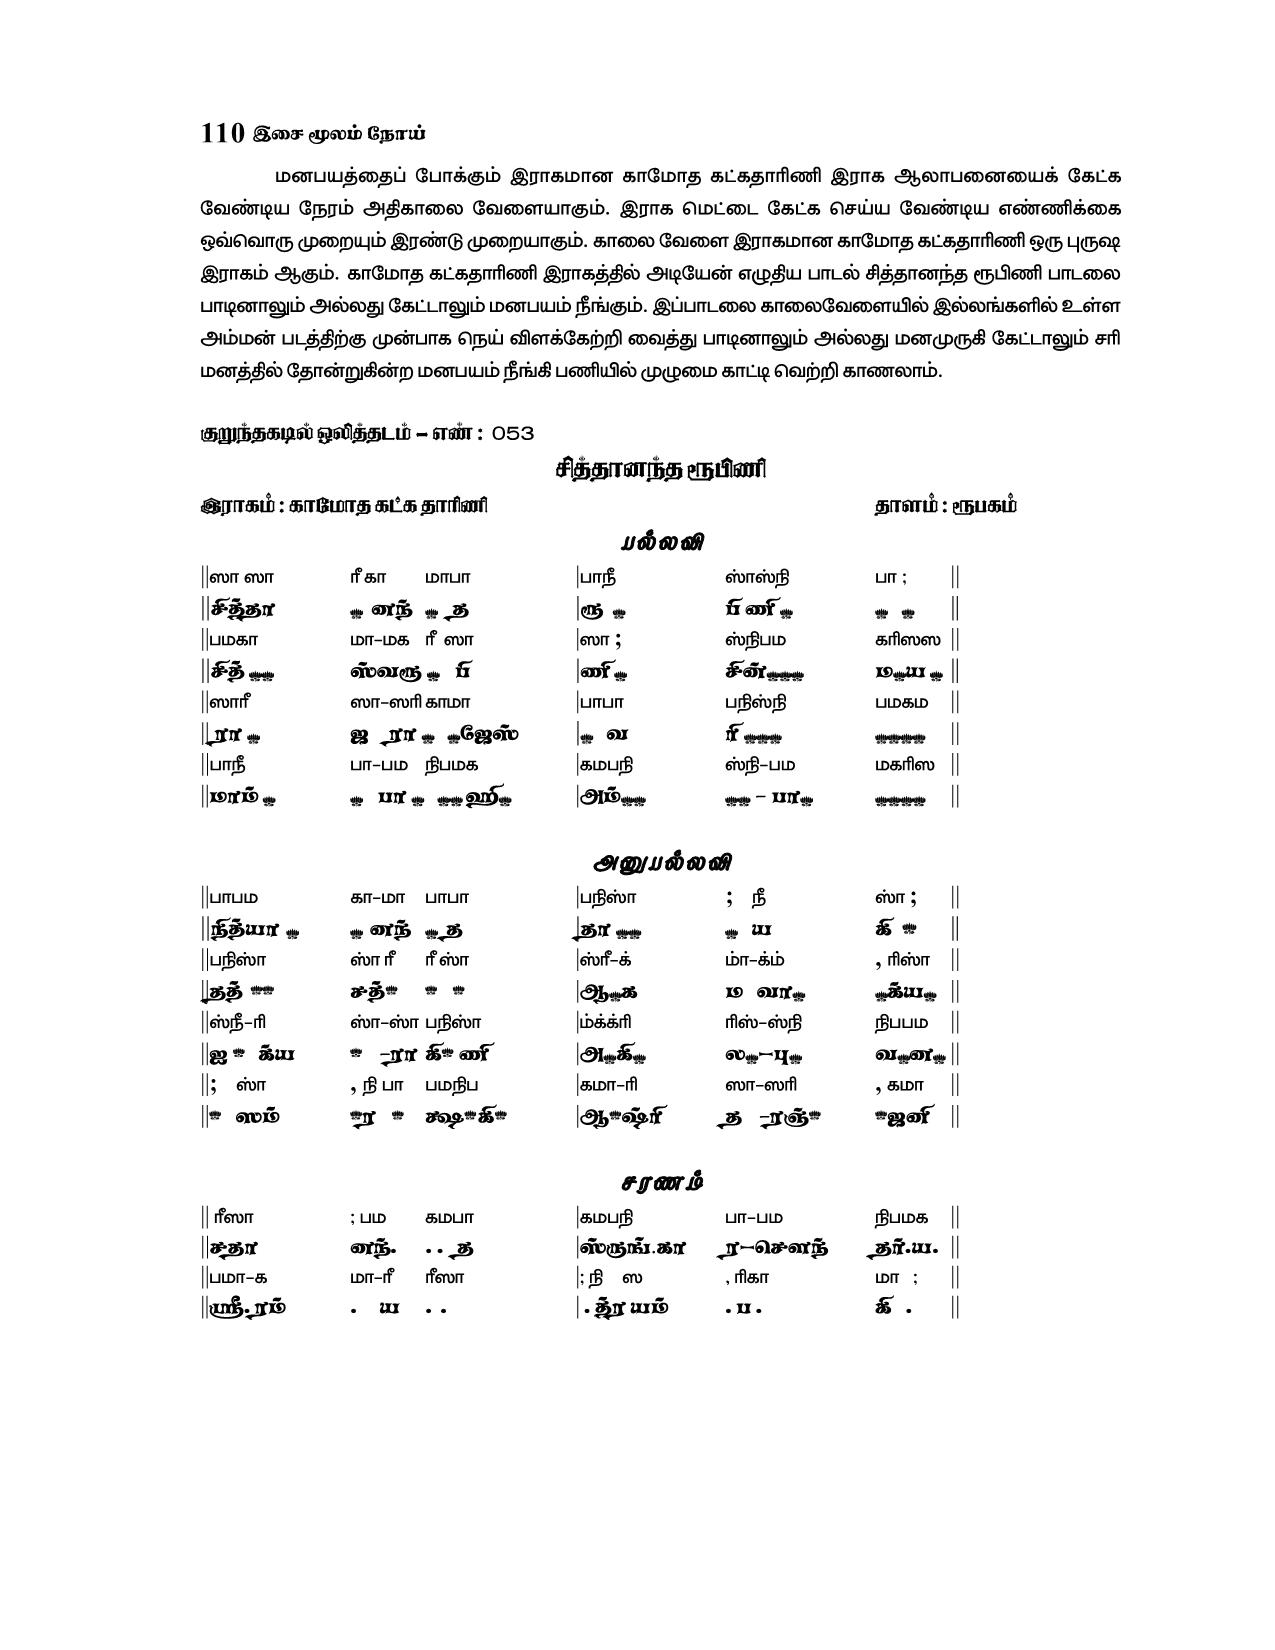 110 இசை மூலம் நோய்
மனபயத்தைப் போக்கும் இராகமான காமோத கட்கதாரிணி இராக ஆலாபனையைக் கேட்க
வேண்டிய நேரம் அதிகாலை வேளையாகும். இராக மெட்டை கேட்க செய்ய வேண்டிய எண்ணிக்கை
ஒவ்வொரு முறையும் இரண்டு முறையாகும். காலை வேளை இராகமான காமோத கட்கதாரிணி ஒரு புருஷ
இராகம் ஆகும். காமோத கட்கதாரிணி இராகத்தில் அடியேன் எழுதிய பாடல் சித்தானந்த ரூபிணி பாடலை
பாடினாலும் அல்லது கேட்டாலும் மனபயம் நீங்கும். இப்பாடலை காலைவேளையில் இல்லங்களில் உள்ள
அம்மன் படத்திற்கு முன்பாக நெய் விளக்கேற்றி வைத்து பாடினாலும் அல்லது மனமுருகி கேட்டாலும் சரி
மனத்தில் தோன்றுகின்ற மனபயம் நீங்கி பணியில் முழுமை காட்டி வெற்றி காணலாம்.
குறுந்தகடில் ஒலித்தடம் – எண் : 053
சித்தானந்த ரூபிணி
இராகம் : காமோத கட்க தாரிணி தாளம் : ரூபகம்
பல்லவி
||ஸா ஸா ரீ கா மாபா |பாநீ ஸ்ாஸ்நி பா ; ||
||சித்தா . னந் . த |ரூ . பிணி. . . ||
||பமகா மா–மக ரீ ஸா |ஸா ; ஸ்நிபம கரிஸஸ ||
||சித் .. ஸ்வரூ . பி |ணி . சின்... ம.ய . ||
||ஸாரீ ஸா–ஸரி காமா |பாபா பநிஸ்நி பமகம ||
||ரா . ஜ ரா . .ஜேஸ் |. வ ரி... .... ||
||பாநீ பா–பம நிபமக |கமபநி ஸ்நி–பம மகரிஸ ||
||மாம் . . பா . ..ஹி. |அம்.. .. – பா. .... ||
அனுபல்லவி
||பாபம கா–மா பாபா |பநிஸ்ா ; நீ ஸ்ா ; ||
||நித்யா . . னந் . த |தா .. . ய கி . ||
||பநிஸ்ா ஸ்ா ரீ ரீ ஸ்ா |ஸ்ரீ–க் ம்ா–க்ம் , ரிஸ்ா ||
||தத் .. சத் . . . |ஆ.க ம வா. .க்ய. ||
||ஸ்நீ–ரி ஸ்ா–ஸ்ா பநிஸ்ா |ம்க்க்ரி ரிஸ்–ஸ்நி நிபபம ||
||ஐ . க்ய . –ரா கி.ணி |அ.கி. ல.–பு. வ.ன. ||
||; ஸ்ா , நி பா பமநிப |கமா–ரி ஸா–ஸரி , கமா ||
||. ஸம் .ர . க்ஷ.கி. |ஆ.ஷ்ரி த –ரஞ். .ஜனி ||
சரணம்
|| ரீஸா ; பம கமபா |கமபநி பா–பம நிபமக ||
||சதா னந். . . த |ஸ்ருங்.கா ர–சௌந் தர்.ய. ||
||பமா–க மா–ரீ ரீஸா |; நி ஸ , ரிகா மா ; ||
||ஸ்ரீ.ரம் . ய . . |. த்ரயம் . ப . கி . ||